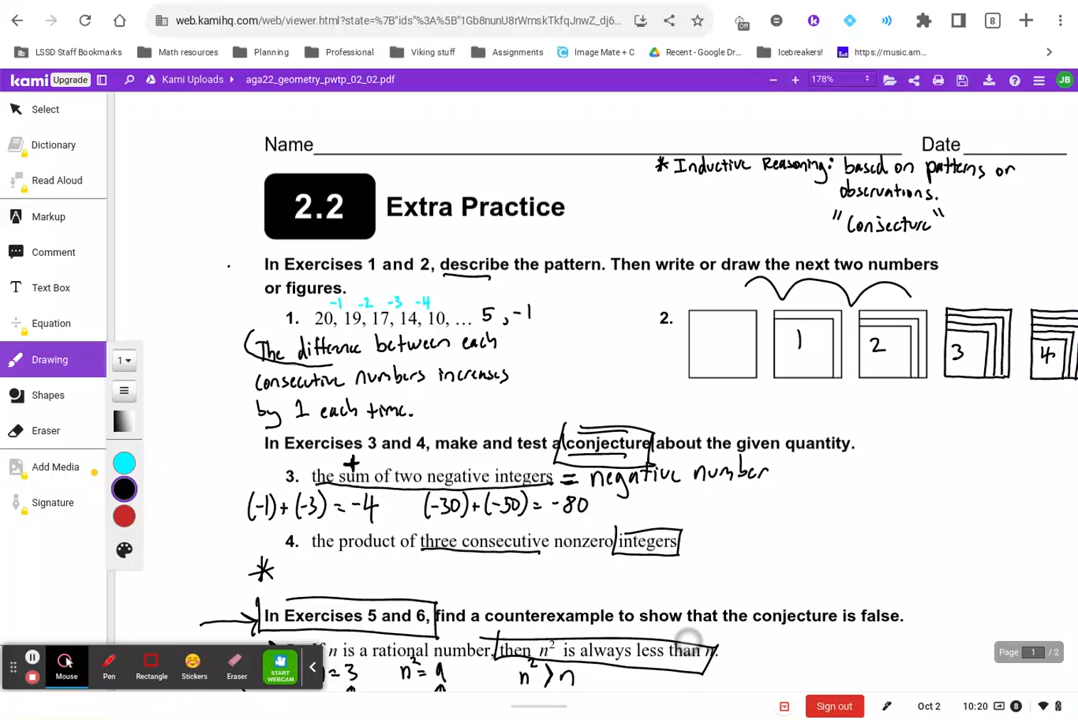 web.kamihq.com/web/viewer.html?state=%7B"ids"%3A%5B"1Gb8nunU8rWmskTkfqJnwZ_dj6...
8
LSSD Staff Bookmarks
Math resources
Planning
Professional
Viking stuff
Assignments
Image Mate + C
Recent - Google Dr...
Icebreakers!
https://music.am...
kami Upgrade
Kami Uploads
aga22_geometry_pwtp_02_02.pdf
178%
JB
Select
Dictionary
Read Aloud
Markup
Comment
Text Box
Equation
Drawing
1
Shapes
Eraser
Add Media
Signature
Name
Date
* Inductive Reasoning: based on patterns or
observations.
"Conjecture"
2.2 Extra Practice
In Exercises 1 and 2, describe the pattern. Then write or draw the next two numbers
or figures.
-1 -2 -3 -4
1. 20, 19, 17, 14, 10, … 5, -1
The difference between each
consecutive numbers increases
by 1 each time.
2.
1
2
3
4
In Exercises 3 and 4, make and test a conjecture about the given quantity.
+
3. the sum of two negative integers = negative number
(-1)+(-3)=-4 (-30)+(-50)=-80
4. the product of three consecutive nonzero integers
*
In Exercises 5 and 6, find a counterexample to show that the conjecture is false.
n is a rational number, then n² is always less than n.
= 3 n² = 9 n² > n
Mouse
Pen
Rectangle
Stickers
Eraser
START WEBCAM
Page 1 / 2
Sign out
Oct 2
10:20
8